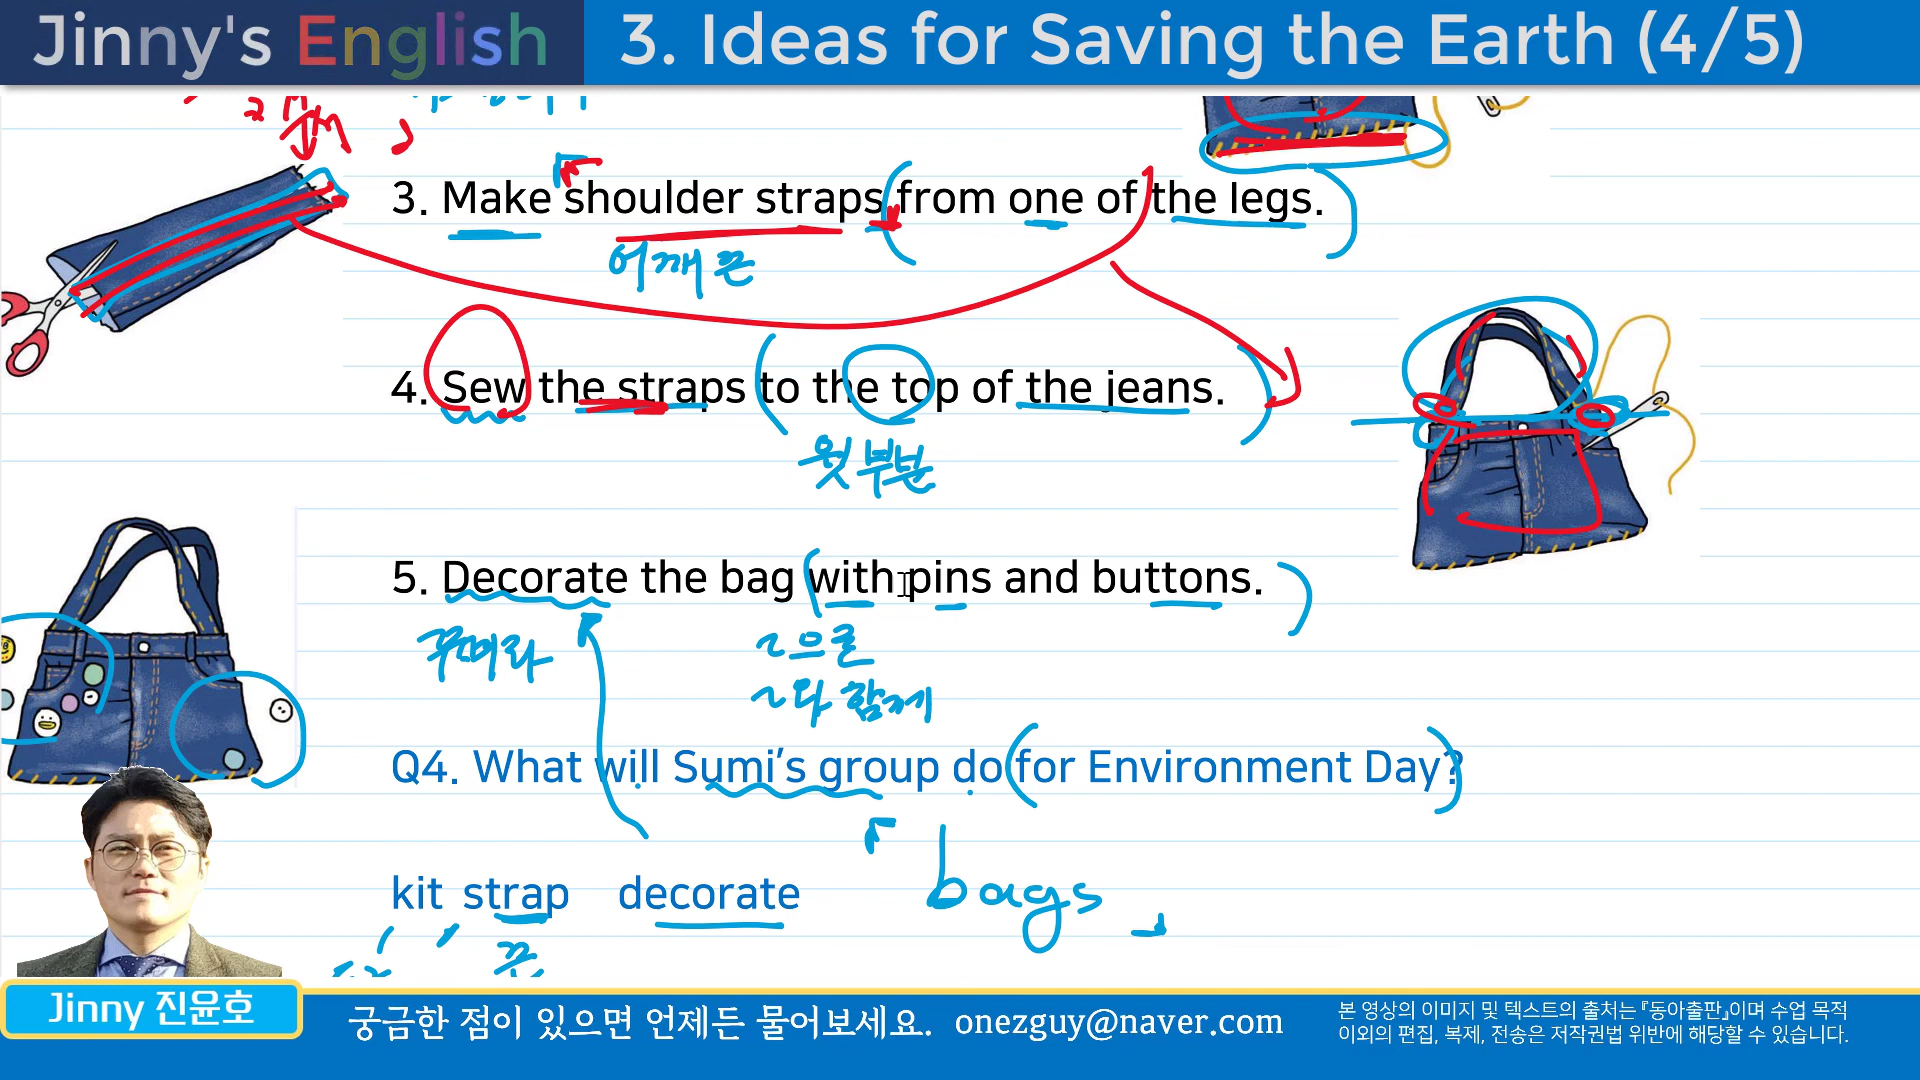 Jinny's English
3. Ideas for Saving the Earth (4/5)
3. Make shoulder straps from one of the legs.
어깨 끈
4. Sew the straps to the top of the jeans.
윗 부분
5. Decorate the bag with pins and buttons.
꾸며라
~으로
~와 함께
Q4. What will Sumi's group do for Environment Day?
kit strap decorate
bags
끈
Jinny 진윤호
궁금한 점이 있으면 언제든 물어보세요. onezguy@naver.com
본 영상의 이미지 및 텍스트의 출처는 『동아출판』이며 수업 목적
이외의 편집, 복제, 전송은 저작권법 위반에 해당할 수 있습니다.